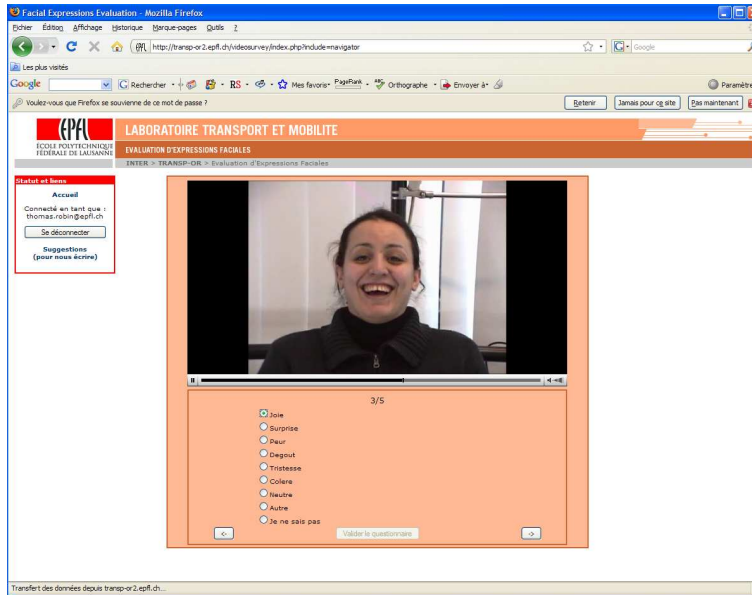 Facial Expressions Evaluation - Mozilla Firefox
Fichier Édition Affichage Historique Marque-pages Outils ?
http://transp-or2.epfl.ch/videosurvey/index.php?include=navigator
Google
Les plus visités
Google Rechercher RS Mes favoris PageRank Orthographe Envoyer à Paramètre
Voulez-vous que Firefox se souvienne de ce mot de passe ? Retenir Jamais pour ce site Pas maintenant
EPFL
ÉCOLE POLYTECHNIQUE
FÉDÉRALE DE LAUSANNE
LABORATOIRE TRANSPORT ET MOBILITE
EVALUATION D'EXPRESSIONS FACIALES
INTER > TRANSP-OR > Evaluation d'Expressions Faciales
Statut et liens
Accueil
Connecté en tant que :
thomas.robin@epfl.ch
Se déconnecter
Suggestions
(pour nous écrire)
3/5
Joie
Surprise
Peur
Degout
Tristesse
Colere
Neutre
Autre
Je ne sais pas
<- Valider le questionnaire ->
Transfert des données depuis transp-or2.epfl.ch...